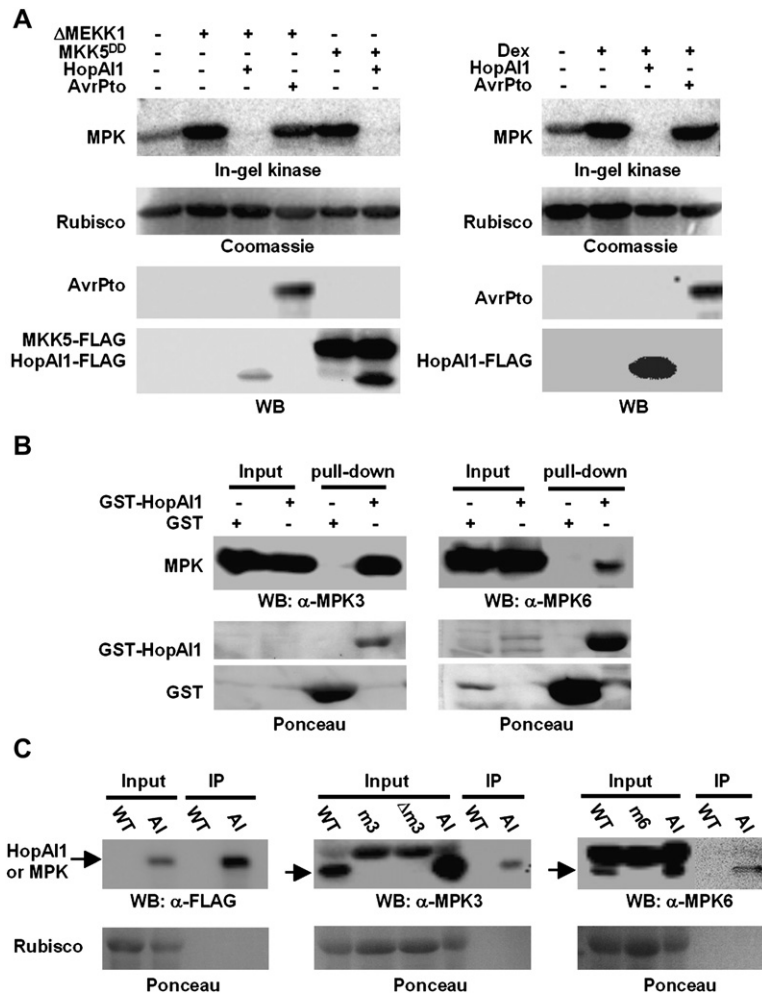 A
ΔMEKK1 - + + + - -
MKK5DD - - - - + +
HopAI1 - - + - - +
AvrPto - - - + - -
MPK
In-gel kinase
Rubisco
Coomassie
AvrPto
MKK5-FLAG
HopAI1-FLAG
WB
Dex - + + +
HopAI1 - - + -
AvrPto - - - +
MPK
In-gel kinase
Rubisco
Coomassie
AvrPto
HopAI1-FLAG
WB
B
Input pull-down
GST-HopAI1 - + - +
GST + - + -
MPK
WB: α-MPK3
GST-HopAI1
GST
Ponceau
Input pull-down
- + - +
+ - + -
WB: α-MPK6
Ponceau
C
Input IP
WT AI WT AI
HopAI1
or MPK
WB: α-FLAG
Rubisco
Ponceau
Input IP
WT m3 Δm3 AI WT AI
WB: α-MPK3
Ponceau
Input IP
WT m6 AI WT AI
WB: α-MPK6
Ponceau